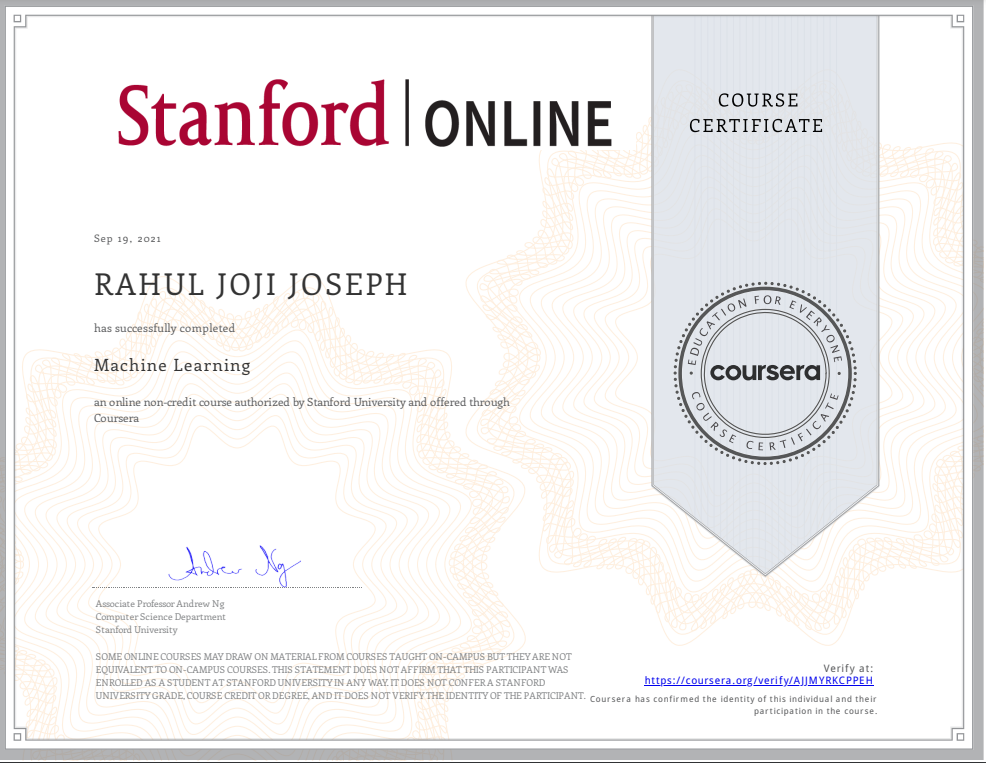 Stanford | ONLINE
COURSE
CERTIFICATE
Sep 19, 2021
RAHUL JOJI JOSEPH
has successfully completed
Machine Learning
an online non-credit course authorized by Stanford University and offered through
Coursera
EDUCATION FOR EVERYONE
coursera
COURSE CERTIFICATE
Andrew Ng
Associate Professor Andrew Ng
Computer Science Department
Stanford University
SOME ONLINE COURSES MAY DRAW ON MATERIAL FROM COURSES TAUGHT ON-CAMPUS BUT THEY ARE NOT
EQUIVALENT TO ON-CAMPUS COURSES. THIS STATEMENT DOES NOT AFFIRM THAT THIS PARTICIPANT WAS
ENROLLED AS A STUDENT AT STANFORD UNIVERSITY IN ANY WAY. IT DOES NOT CONFER A STANFORD
UNIVERSITY GRADE, COURSE CREDIT OR DEGREE, AND IT DOES NOT VERIFY THE IDENTITY OF THE PARTICIPANT.
Verify at:
https://coursera.org/verify/AJJMYRKCPPEH
Coursera has confirmed the identity of this individual and their
participation in the course.